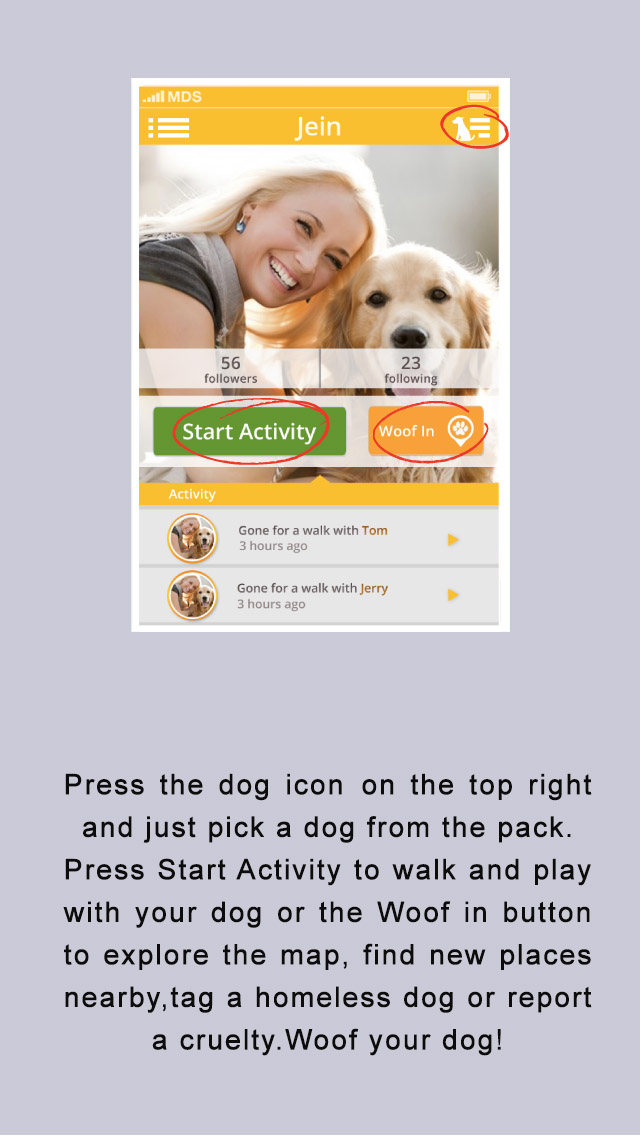 MDS
Jein
56
followers
23
following
Start Activity
Woof In
Activity
Gone for a walk with Tom
3 hours ago
Gone for a walk with Jerry
3 hours ago
Press the dog icon on the top right
and just pick a dog from the pack.
Press Start Activity to walk and play
with your dog or the Woof in button
to explore the map, find new places
nearby,tag a homeless dog or report
a cruelty.Woof your dog!